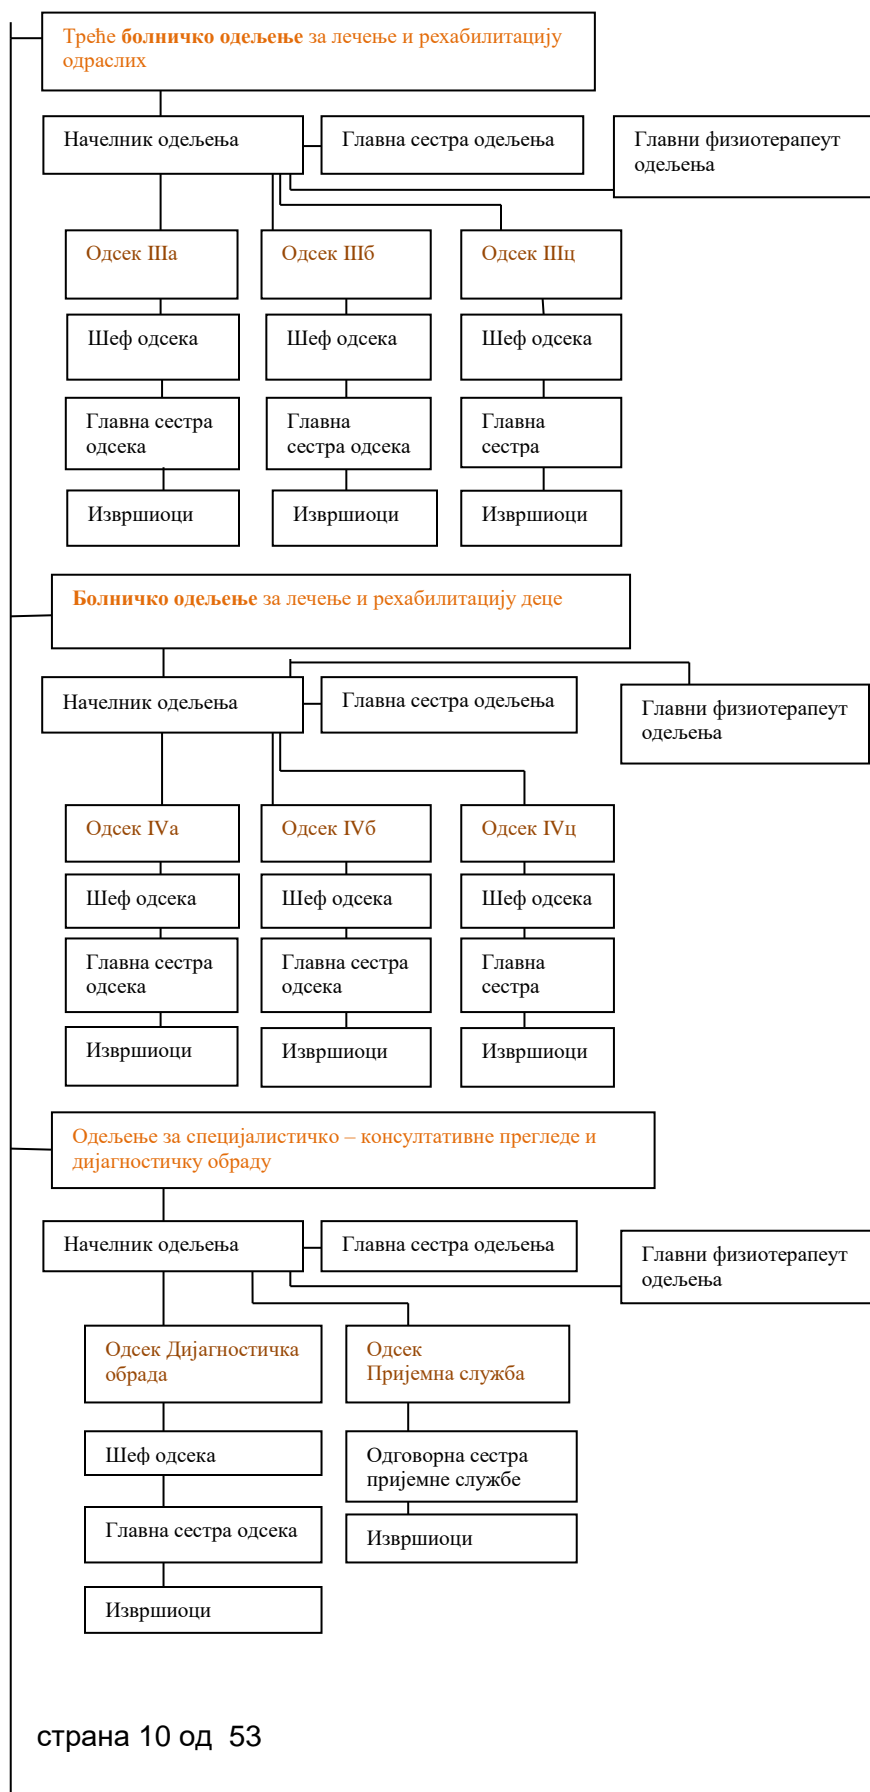 Треће болничко одељење за лечење и рехабилитацију
одраслих
Начелник одељења
Главна сестра одељења
Главни физиотерапеут
одељења
Одсек IIIа
Одсек IIIб
Одсек IIIц
Шеф одсека
Шеф одсека
Шеф одсека
Главна сестра
одсека
Главна
сестра одсека
Главна
сестра
Извршиоци
Извршиоци
Извршиоци
Болничко одељење за лечење и рехабилитацију деце
Начелник одељења
Главна сестра одељења
Главни физиотерапеут
одељења
Одсек IVа
Одсек IVб
Одсек IVц
Шеф одсека
Шеф одсека
Шеф одсека
Главна сестра
одсека
Главна сестра
одсека
Главна
сестра
Извршиоци
Извршиоци
Извршиоци
Одељење за специјалистичко – консултативне прегледе и
дијагностичку обраду
Начелник одељења
Главна сестра одељења
Главни физиотерапеут
одељења
Одсек Дијагностичка
обрада
Одсек
Пријемна служба
Шеф одсека
Одговорна сестра
пријемне службе
Главна сестра одсека
Извршиоци
Извршиоци
страна 10 од 53